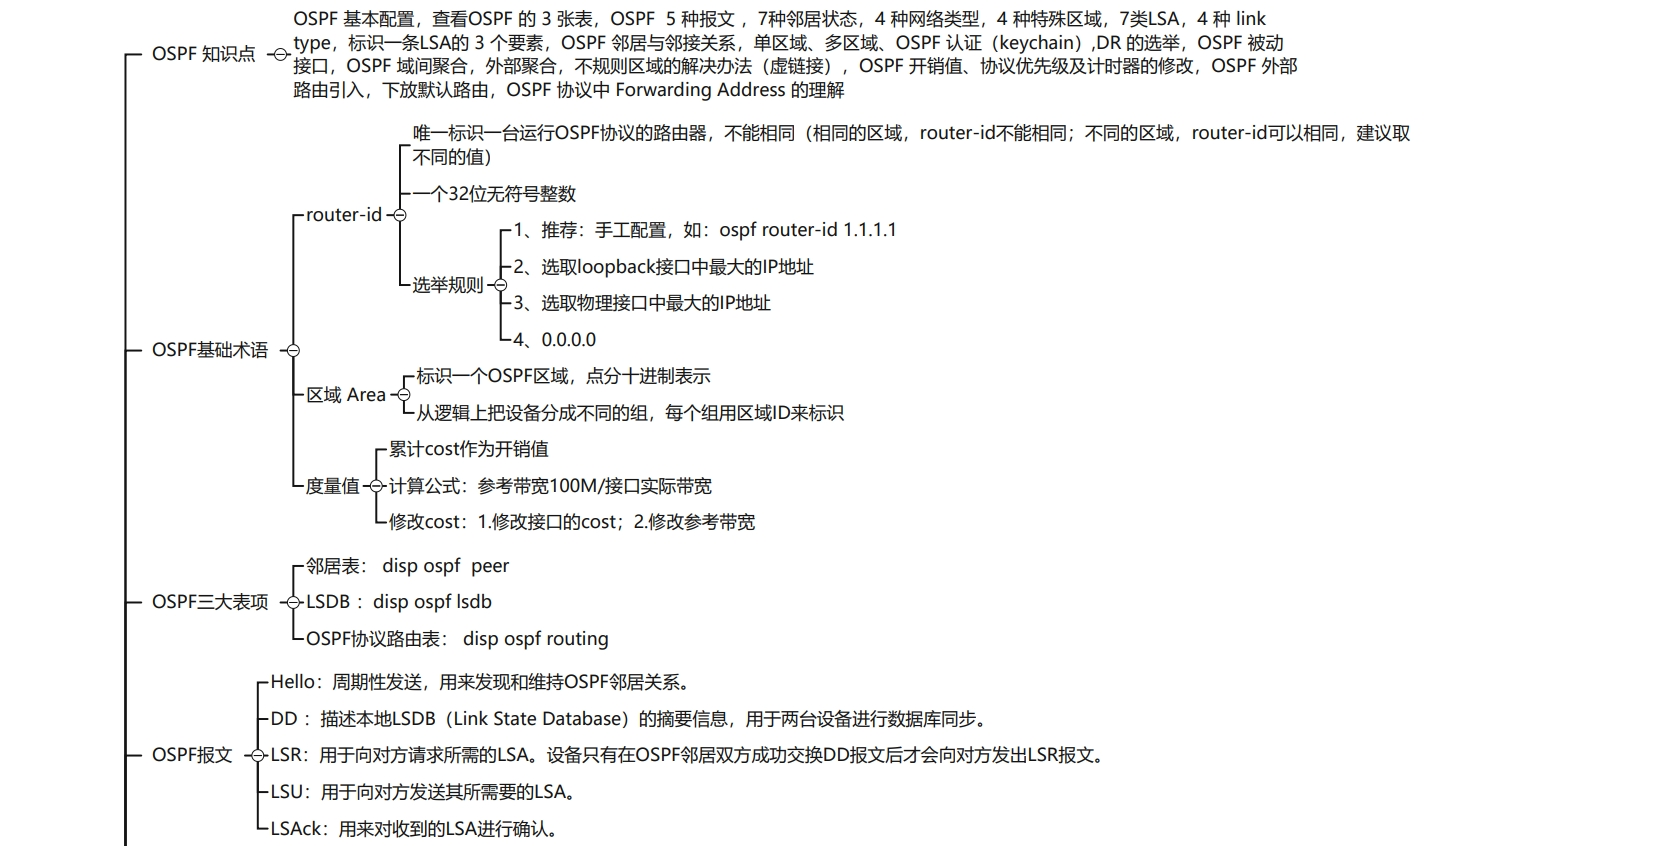 OSPF 知识点
OSPF 基本配置，查看OSPF 的 3 张表，OSPF  5 种报文 ，7种邻居状态，4 种网络类型，4 种特殊区域，7类LSA，4 种 link
type，标识一条LSA的 3 个要素，OSPF 邻居与邻接关系，单区域、多区域、OSPF 认证（keychain）,DR 的选举，OSPF 被动
接口，OSPF 域间聚合，外部聚合，不规则区域的解决办法（虚链接）, OSPF 开销值、协议优先级及计时器的修改，OSPF 外部
路由引入，下放默认路由，OSPF 协议中 Forwarding Address 的理解
OSPF基础术语
router-id
唯一标识一台运行OSPF协议的路由器，不能相同（相同的区域，router-id不能相同；不同的区域，router-id可以相同，建议取
不同的值）
一个32位无符号整数
选举规则
1、推荐：手工配置，如：ospf router-id 1.1.1.1
2、选取loopback接口中最大的IP地址
3、选取物理接口中最大的IP地址
4、0.0.0.0
区域 Area
标识一个OSPF区域，点分十进制表示
从逻辑上把设备分成不同的组，每个组用区域ID来标识
度量值
累计cost作为开销值
计算公式：参考带宽100M/接口实际带宽
修改cost：1.修改接口的cost；2.修改参考带宽
OSPF三大表项
邻居表： disp ospf  peer
LSDB ：disp ospf lsdb
OSPF协议路由表： disp ospf routing
OSPF报文
Hello：周期性发送，用来发现和维持OSPF邻居关系。
DD ：描述本地LSDB（Link State Database）的摘要信息，用于两台设备进行数据库同步。
LSR：用于向对方请求所需的LSA。设备只有在OSPF邻居双方成功交换DD报文后才会向对方发出LSR报文。
LSU：用于向对方发送其所需要的LSA。
LSAck：用来对收到的LSA进行确认。